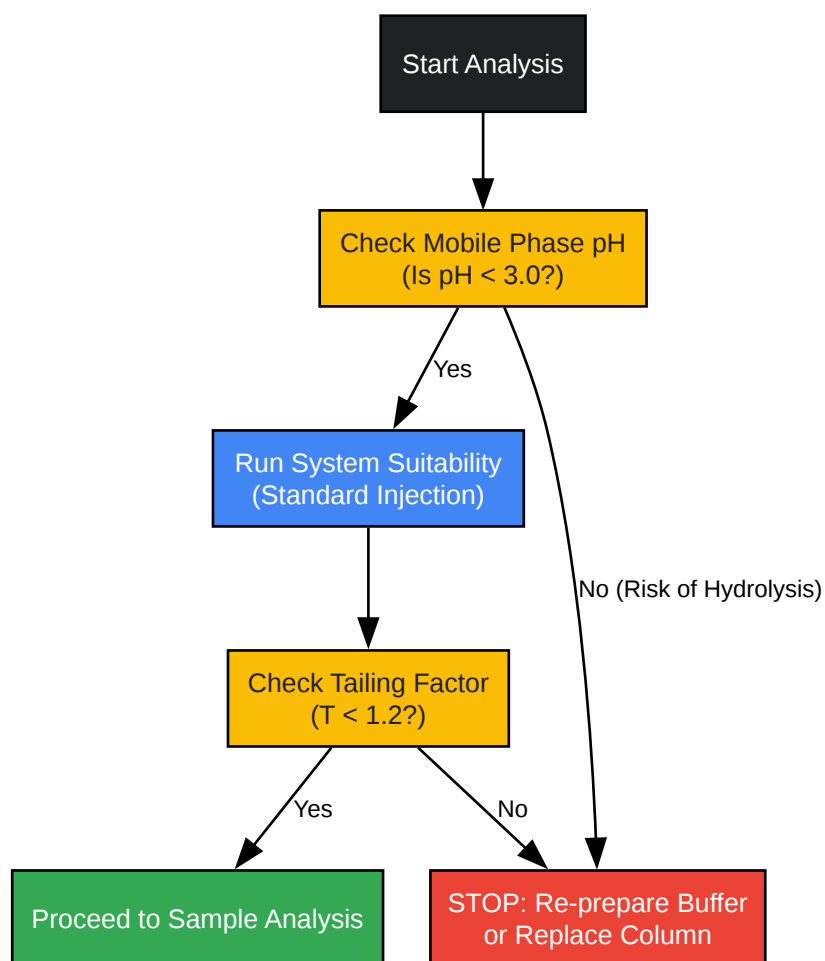 Start Analysis
Check Mobile Phase pH
(Is pH < 3.0?)
Yes
Run System Suitability
(Standard Injection)
No (Risk of Hydrolysis)
Check Tailing Factor
(T < 1.2?)
Yes
No
Proceed to Sample Analysis
STOP: Re-prepare Buffer
or Replace Column